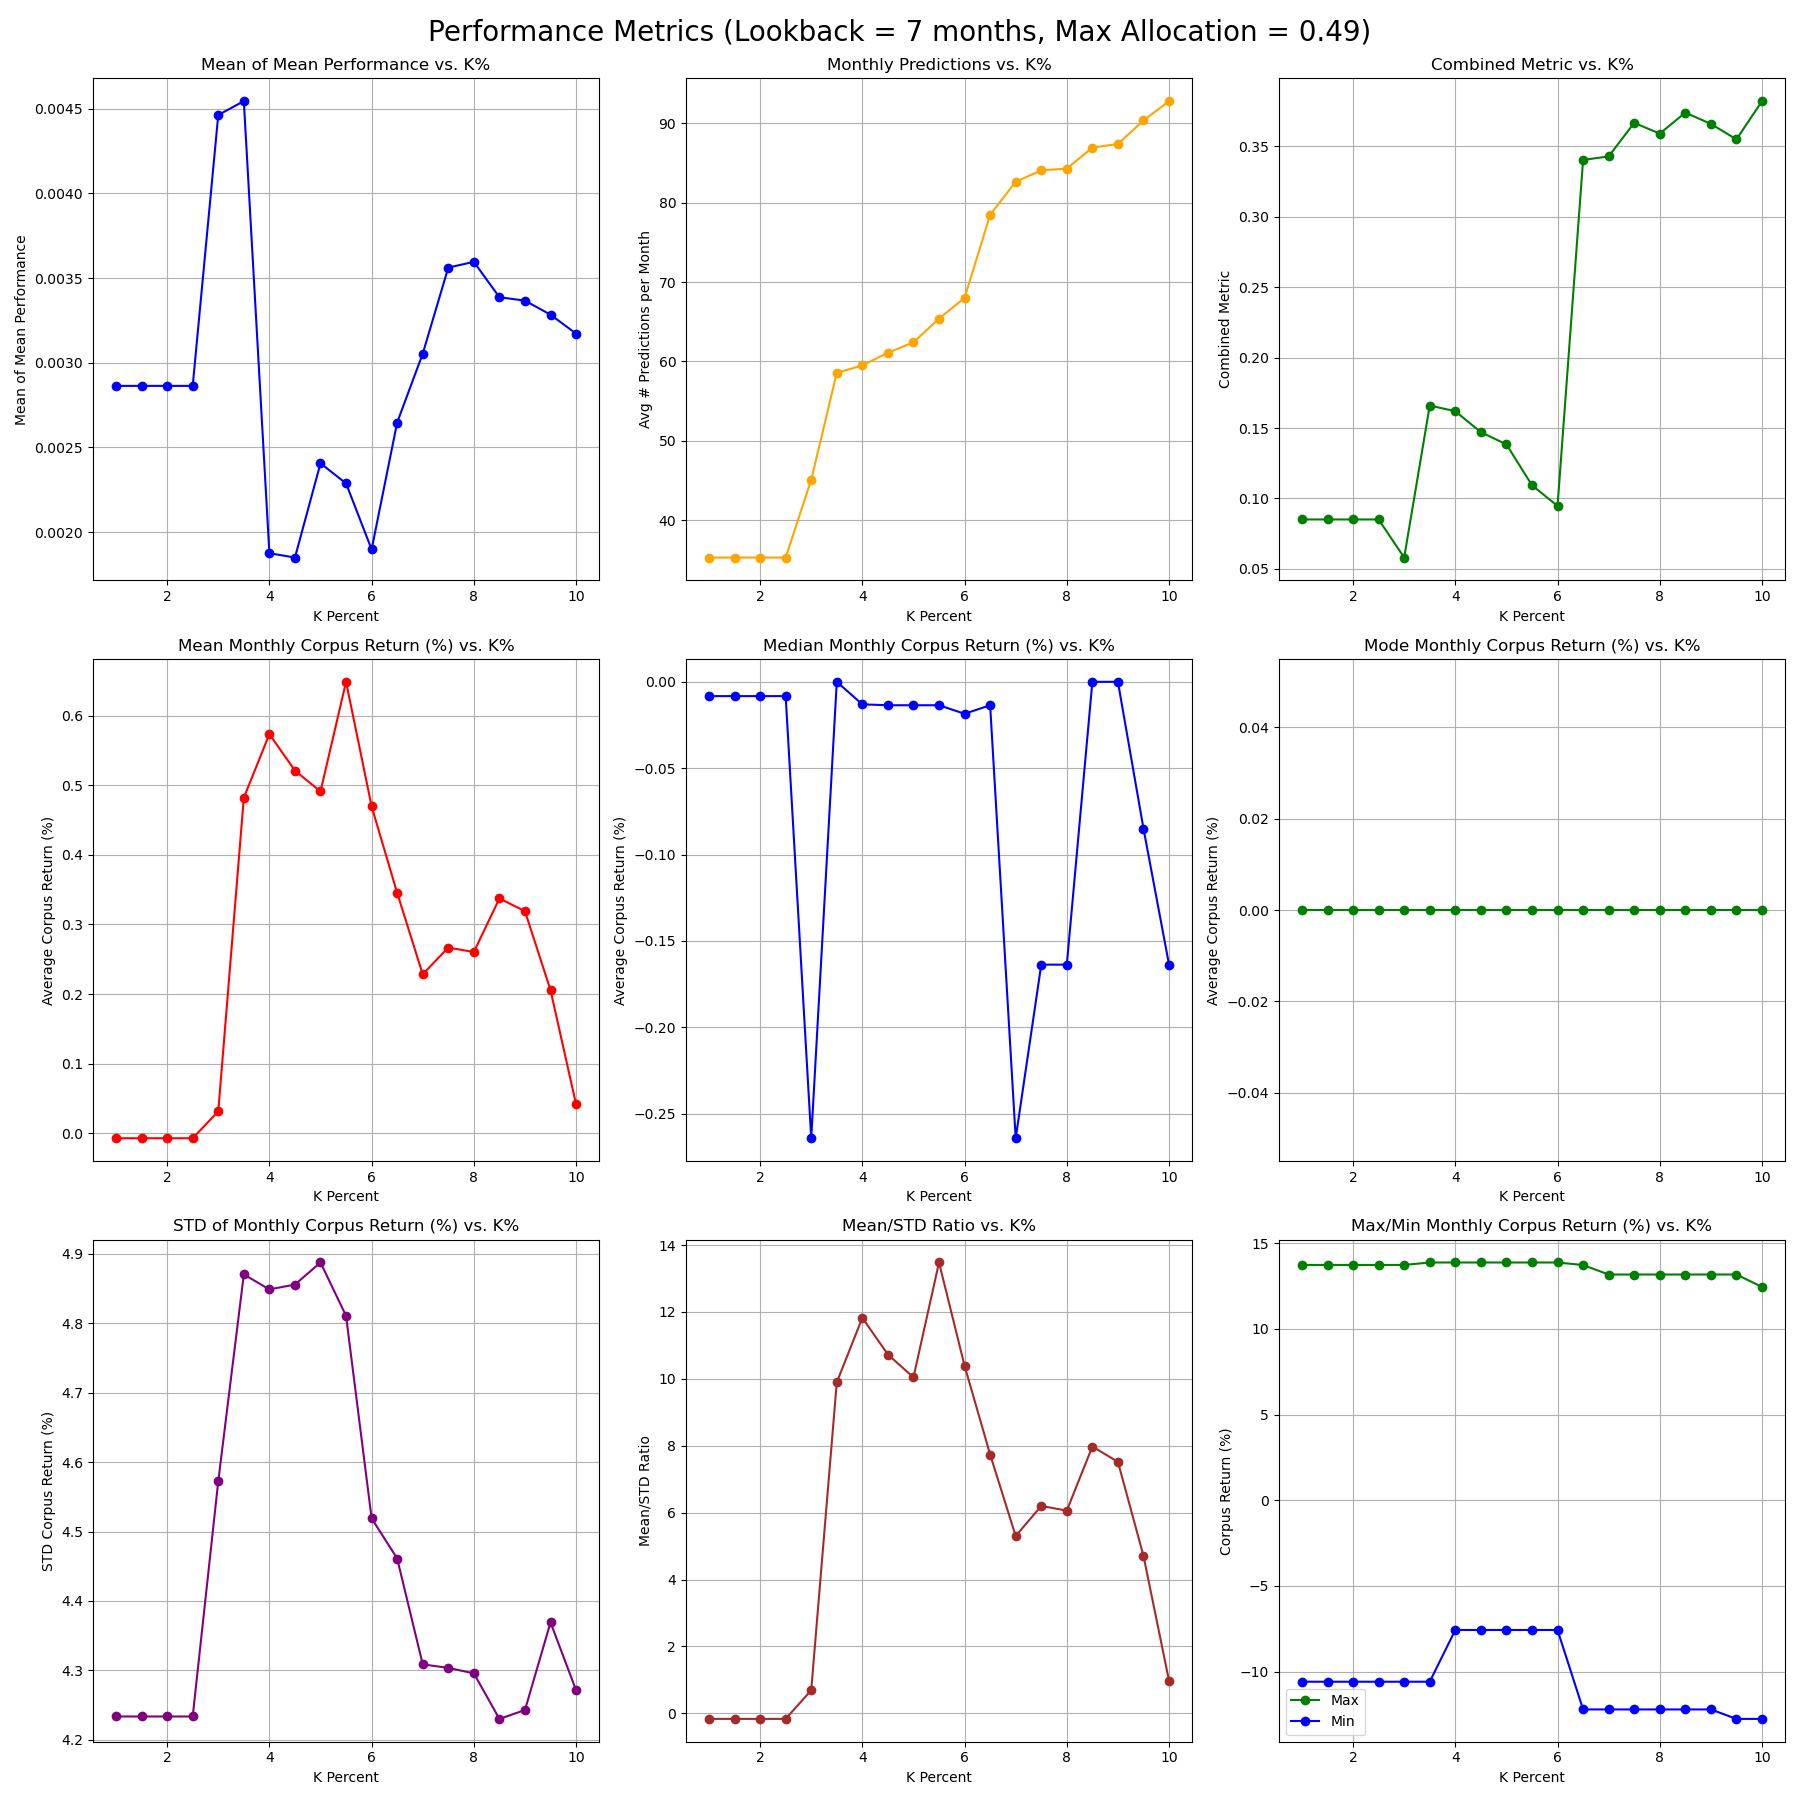 Performance Metrics (Lookback = 7 months, Max Allocation = 0.49)
Mean of Mean Performance vs. K%
Mean of Mean Performance
0.0045
0.0040
0.0035
0.0030
0.0025
0.0020
2 4 6 8 10
K Percent
Monthly Predictions vs. K%
Avg # Predictions per Month
90
80
70
60
50
40
2 4 6 8 10
K Percent
Combined Metric vs. K%
Combined Metric
0.35
0.30
0.25
0.20
0.15
0.10
0.05
2 4 6 8 10
K Percent
Mean Monthly Corpus Return (%) vs. K%
Average Corpus Return (%)
0.6
0.5
0.4
0.3
0.2
0.1
0.0
2 4 6 8 10
K Percent
Median Monthly Corpus Return (%) vs. K%
Average Corpus Return (%)
0.00
−0.05
−0.10
−0.15
−0.20
−0.25
2 4 6 8 10
K Percent
Mode Monthly Corpus Return (%) vs. K%
Average Corpus Return (%)
0.04
0.02
0.00
−0.02
−0.04
2 4 6 8 10
K Percent
STD of Monthly Corpus Return (%) vs. K%
STD Corpus Return (%)
4.9
4.8
4.7
4.6
4.5
4.4
4.3
4.2
2 4 6 8 10
K Percent
Mean/STD Ratio vs. K%
Mean/STD Ratio
14
12
10
8
6
4
2
0
2 4 6 8 10
K Percent
Max/Min Monthly Corpus Return (%) vs. K%
Corpus Return (%)
15
10
5
0
−5
−10
Max
Min
2 4 6 8 10
K Percent